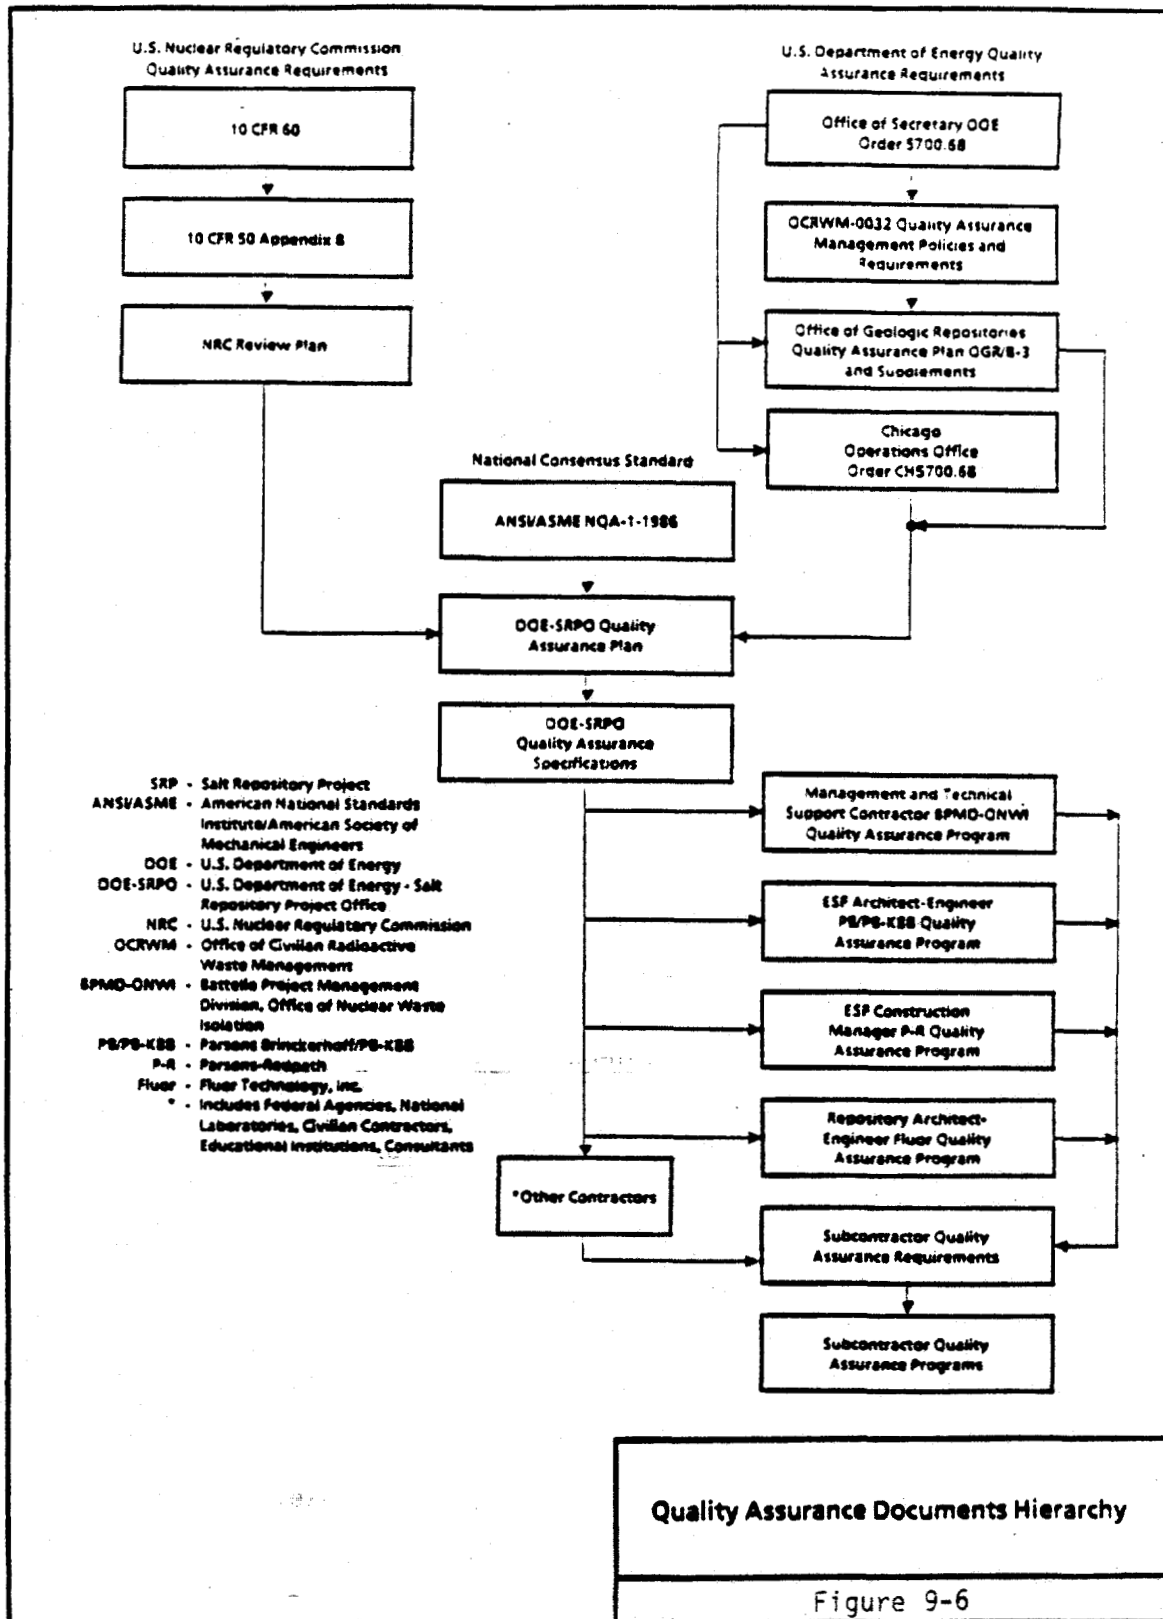 U.S. Nuclear Regulatory Commission
Quality Assurance Requirements
10 CFR 60
10 CFR 50 Appendix B
NRC Review Plan
U.S. Department of Energy Quality
Assurance Requirements
Office of Secretary DOE
Order 5700.6B
OCRWM-0032 Quality Assurance
Management Policies and
Requirements
Office of Geologic Repositories
Quality Assurance Plan OGR/B-3
and Supplements
Chicago
Operations Office
Order CH5700.6B
National Consensus Standard
ANSI/ASME NQA-1-1986
DOE-SRPO Quality
Assurance Plan
DOE-SRPO
Quality Assurance
Specifications
SRP - Salt Repository Project
ANSI/ASME - American National Standards
Institute/American Society of
Mechanical Engineers
DOE - U.S. Department of Energy
DOE-SRPO - U.S. Department of Energy - Salt
Repository Project Office
NRC - U.S. Nuclear Regulatory Commission
OCRWM - Office of Civilian Radioactive
Waste Management
BPMD-ONWI - Battelle Project Management
Division, Office of Nuclear Waste
Isolation
PB/PB-KBB - Parsons Brinckerhoff/PB-KBB
P-R - Parsons-Redpath
Fluor - Fluor Technology, Inc.
* - Includes Federal Agencies, National
Laboratories, Civilian Contractors,
Educational Institutions, Consultants
Management and Technical
Support Contractor BPMD-ONWI
Quality Assurance Program
ESF Architect-Engineer
PB/PB-KBB Quality
Assurance Program
ESF Construction
Manager P-R Quality
Assurance Program
Repository Architect-
Engineer Fluor Quality
Assurance Program
*Other Contractors
Subcontractor Quality
Assurance Requirements
Subcontractor Quality
Assurance Programs
Quality Assurance Documents Hierarchy
Figure 9-6